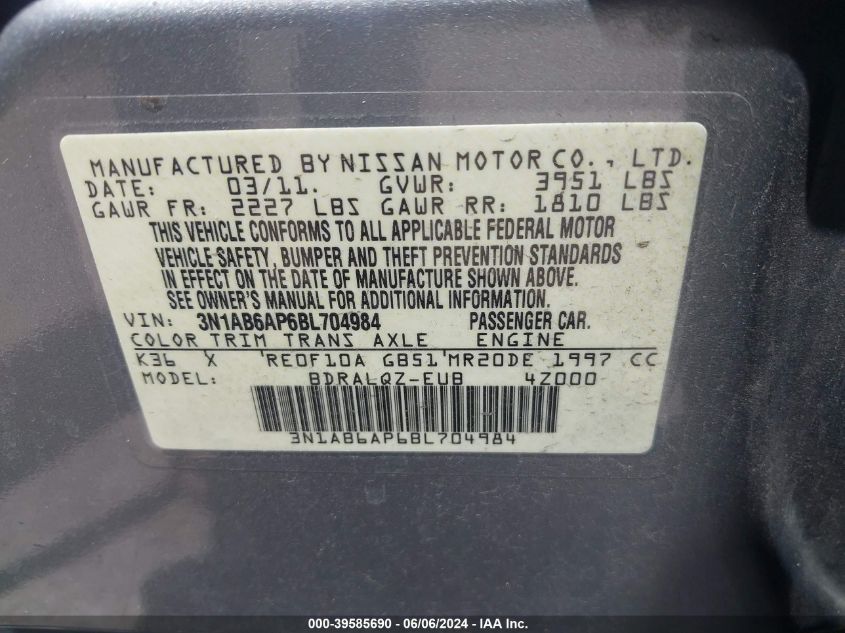 MANUFACTURED BY NISSAN MOTOR CO., LTD.
DATE: 03/11. GVWR: 3951 LBS
GAWR FR: 2227 LBS GAWR RR: 1810 LBS
THIS VEHICLE CONFORMS TO ALL APPLICABLE FEDERAL MOTOR
VEHICLE SAFETY, BUMPER AND THEFT PREVENTION STANDARDS
IN EFFECT ON THE DATE OF MANUFACTURE SHOWN ABOVE.
SEE OWNER'S MANUAL FOR ADDITIONAL INFORMATION.
VIN: 3N1AB6AP6BL704984 PASSENGER CAR.
COLOR TRIM TRANS AXLE ENGINE
K36 X RE0F10A GB51 MR20DE 1997 CC
MODEL: BDRALQZ-EUB 4Z000
3N1AB6AP6BL704984
000-39585690 - 06/06/2024 - IAA Inc.